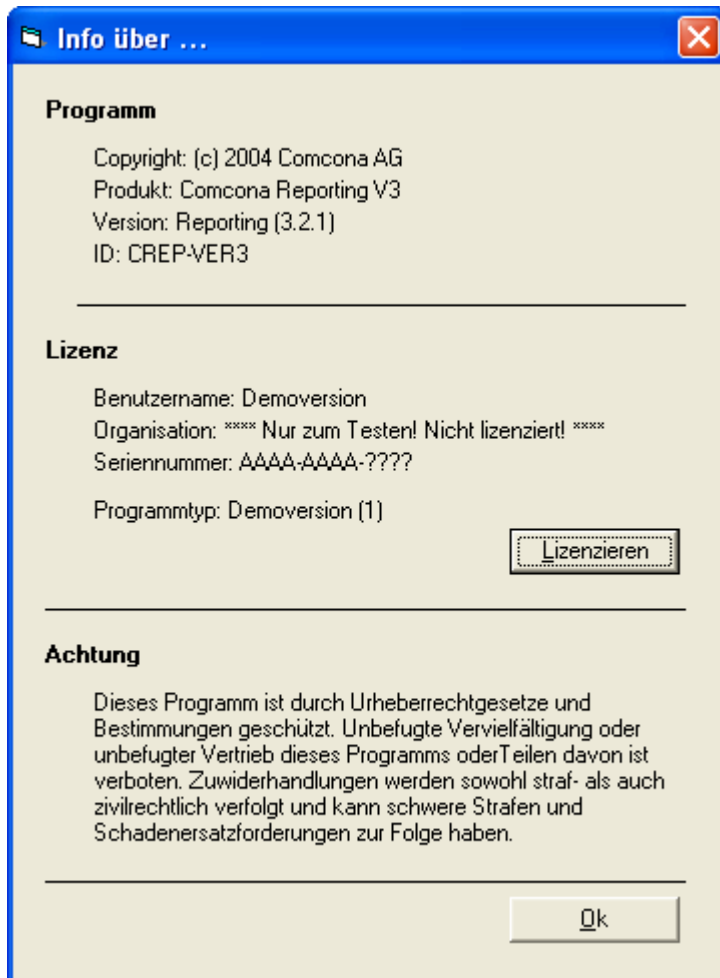 Info über ...
Programm
Copyright: (c) 2004 Comcona AG
Produkt: Comcona Reporting V3
Version: Reporting (3.2.1)
ID: CREP-VER3
Lizenz
Benutzername: Demoversion
Organisation: **** Nur zum Testen! Nicht lizenziert! ****
Seriennummer: AAAA-AAAA-????
Programmtyp: Demoversion (1)
Lizenzieren
Achtung
Dieses Programm ist durch Urheberrechtgesetze und
Bestimmungen geschützt. Unbefugte Vervielfältigung oder
unbefugter Vertrieb dieses Programms oderTeilen davon ist
verboten. Zuwiderhandlungen werden sowohl straf- als auch
zivilrechtlich verfolgt und kann schwere Strafen und
Schadenersatzforderungen zur Folge haben.
Ok